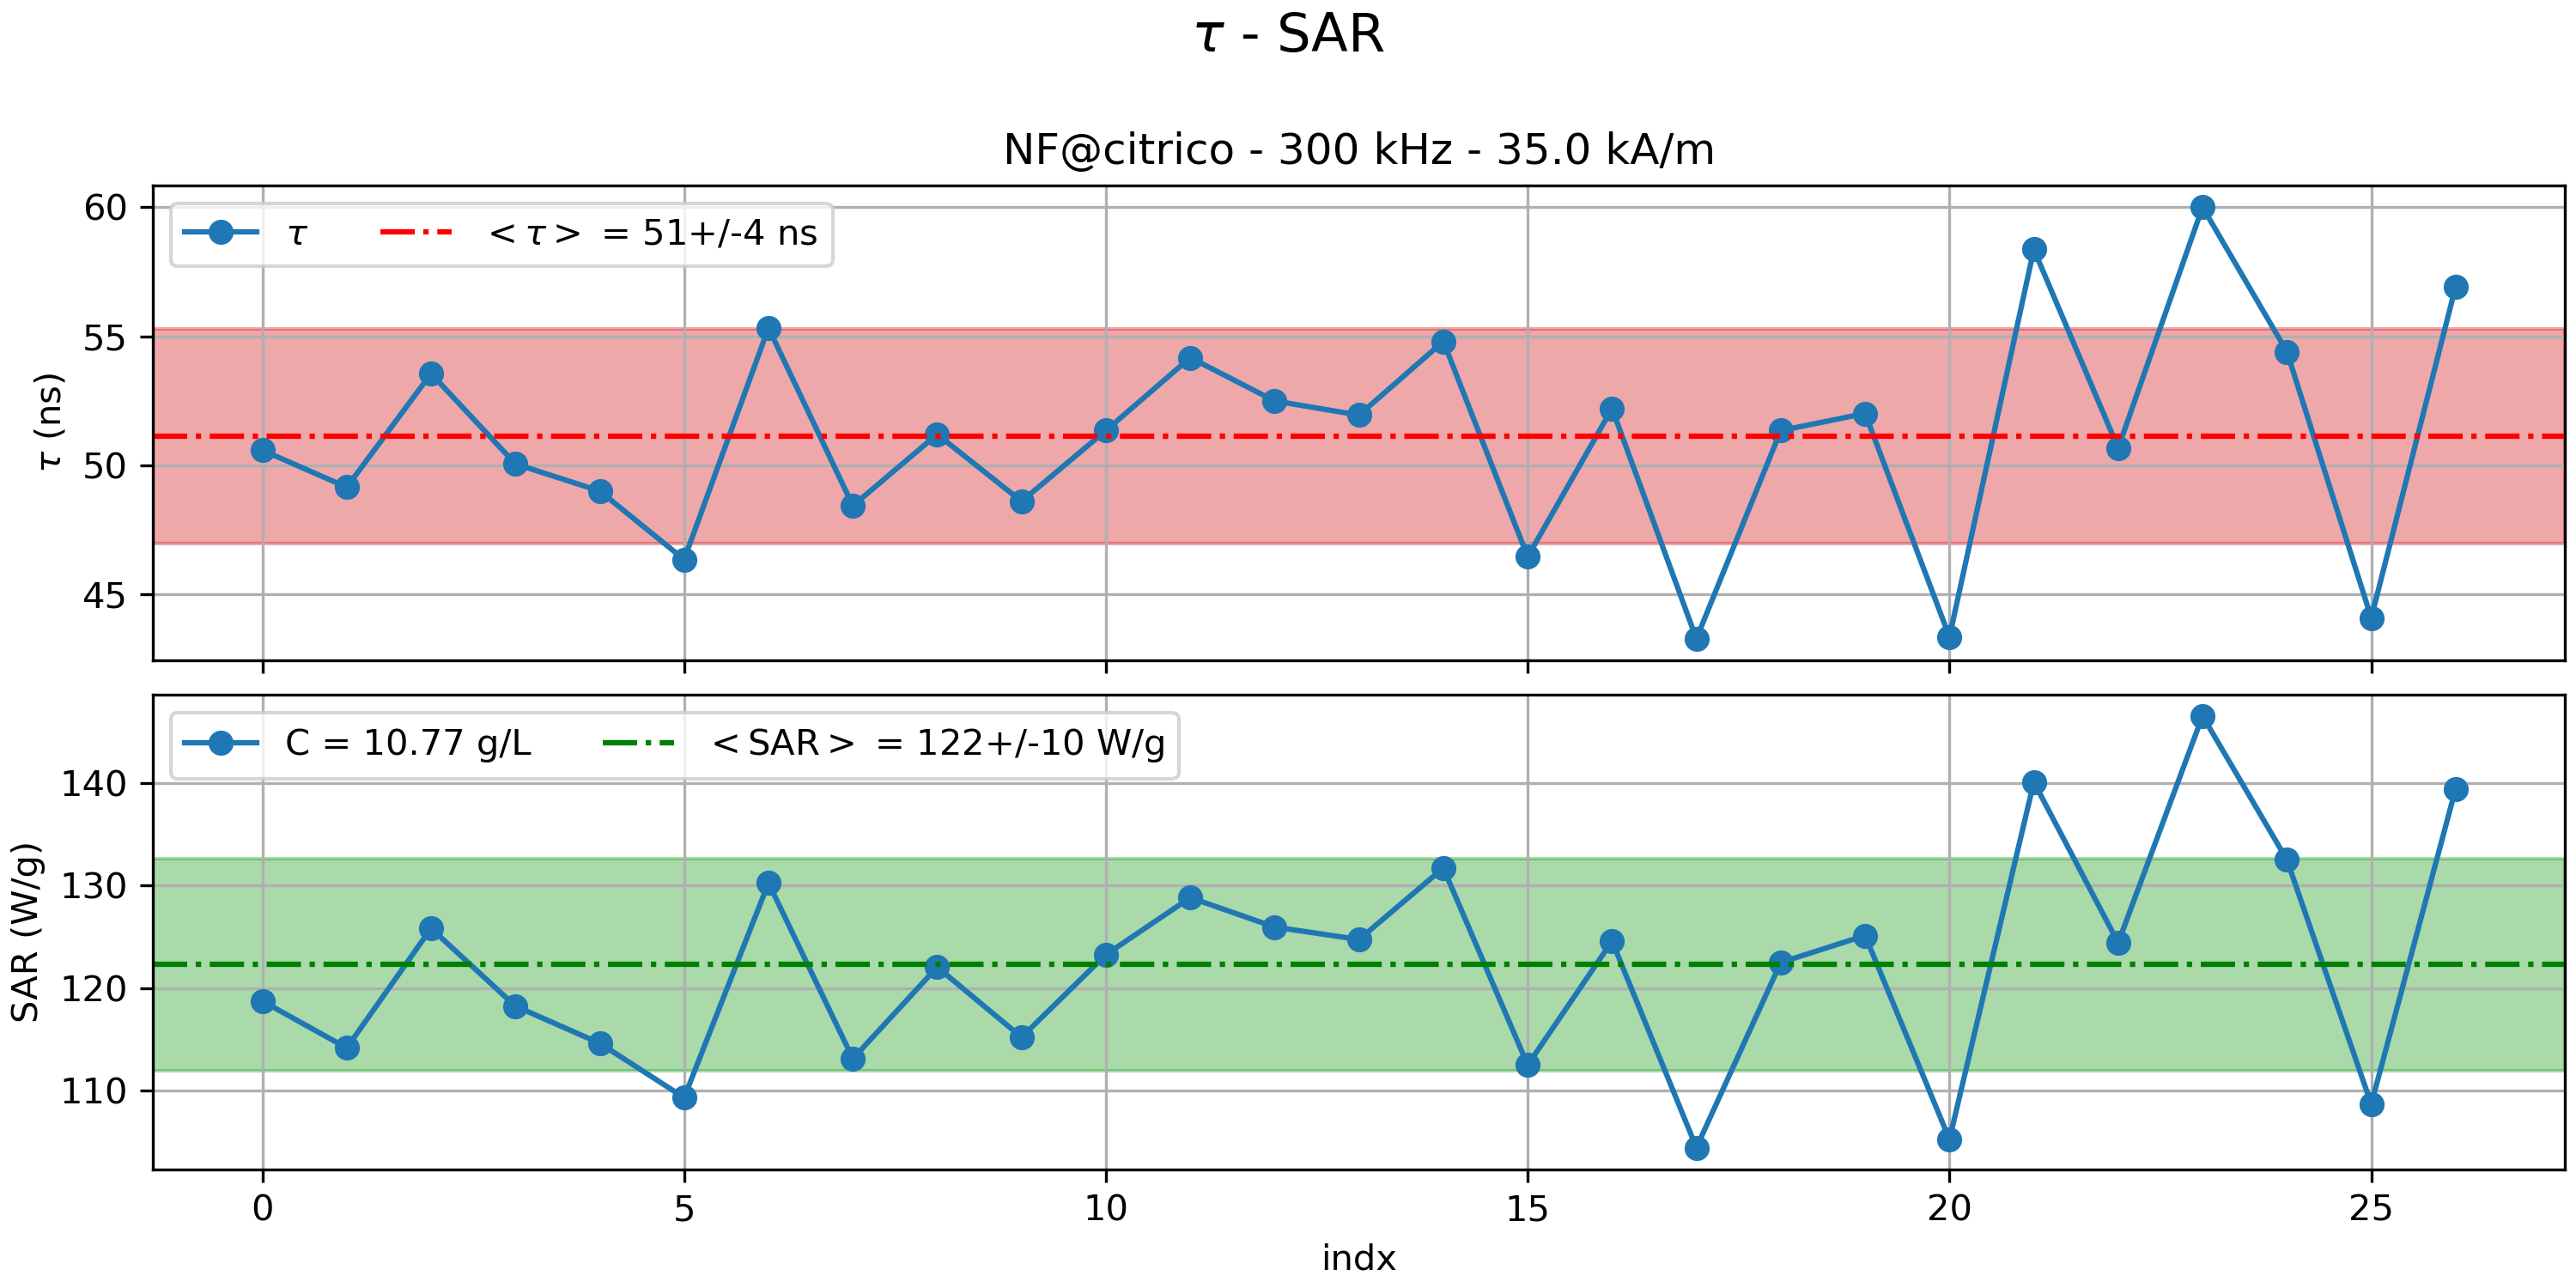 τ - SAR
NF@citrico - 300 kHz - 35.0 kA/m
60
55
50
45
τ (ns)
τ
<τ> = 51+/-4 ns
140
130
120
110
SAR (W/g)
C = 10.77 g/L
<SAR> = 122+/-10 W/g
0 5 10 15 20 25
indx